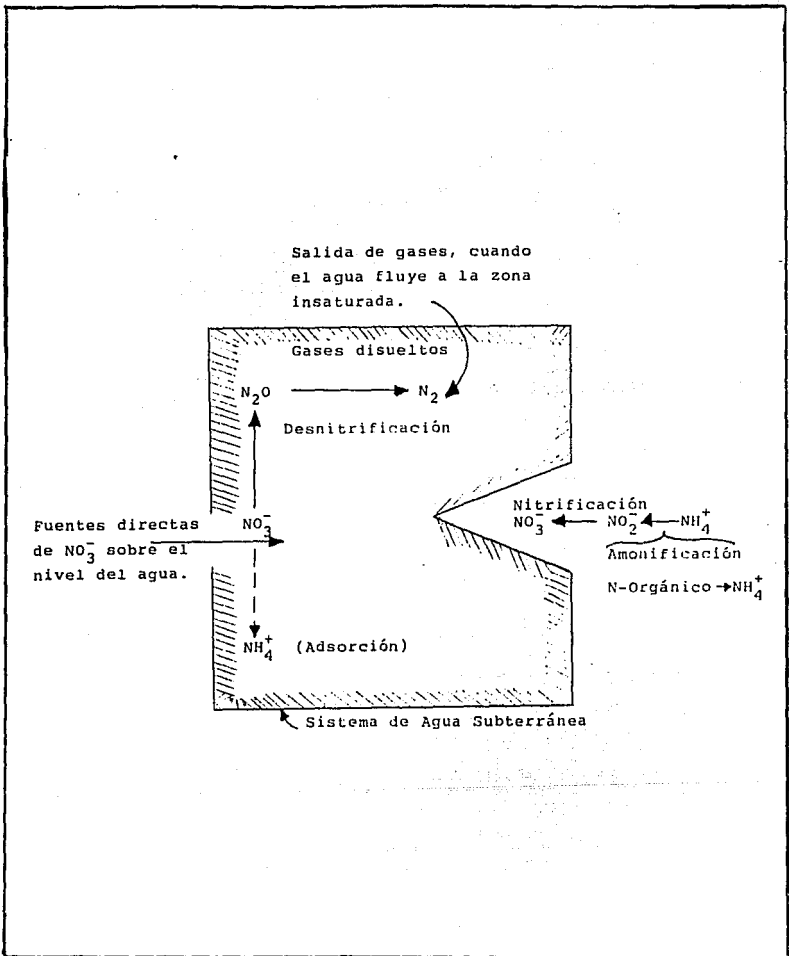 Salida de gases, cuando
el agua fluye a la zona
insaturada.
Gases disueltos
N₂O → N₂
Desnitrificación
Fuentes directas
de NO₃⁻ sobre el
nivel del agua.
NO₃⁻
Nitrificación
NO₃⁻ ← NO₂⁻ ← NH₄⁺
Amonificación
N-Orgánico → NH₄⁺
NH₄⁺ (Adsorción)
Sistema de Agua Subterránea